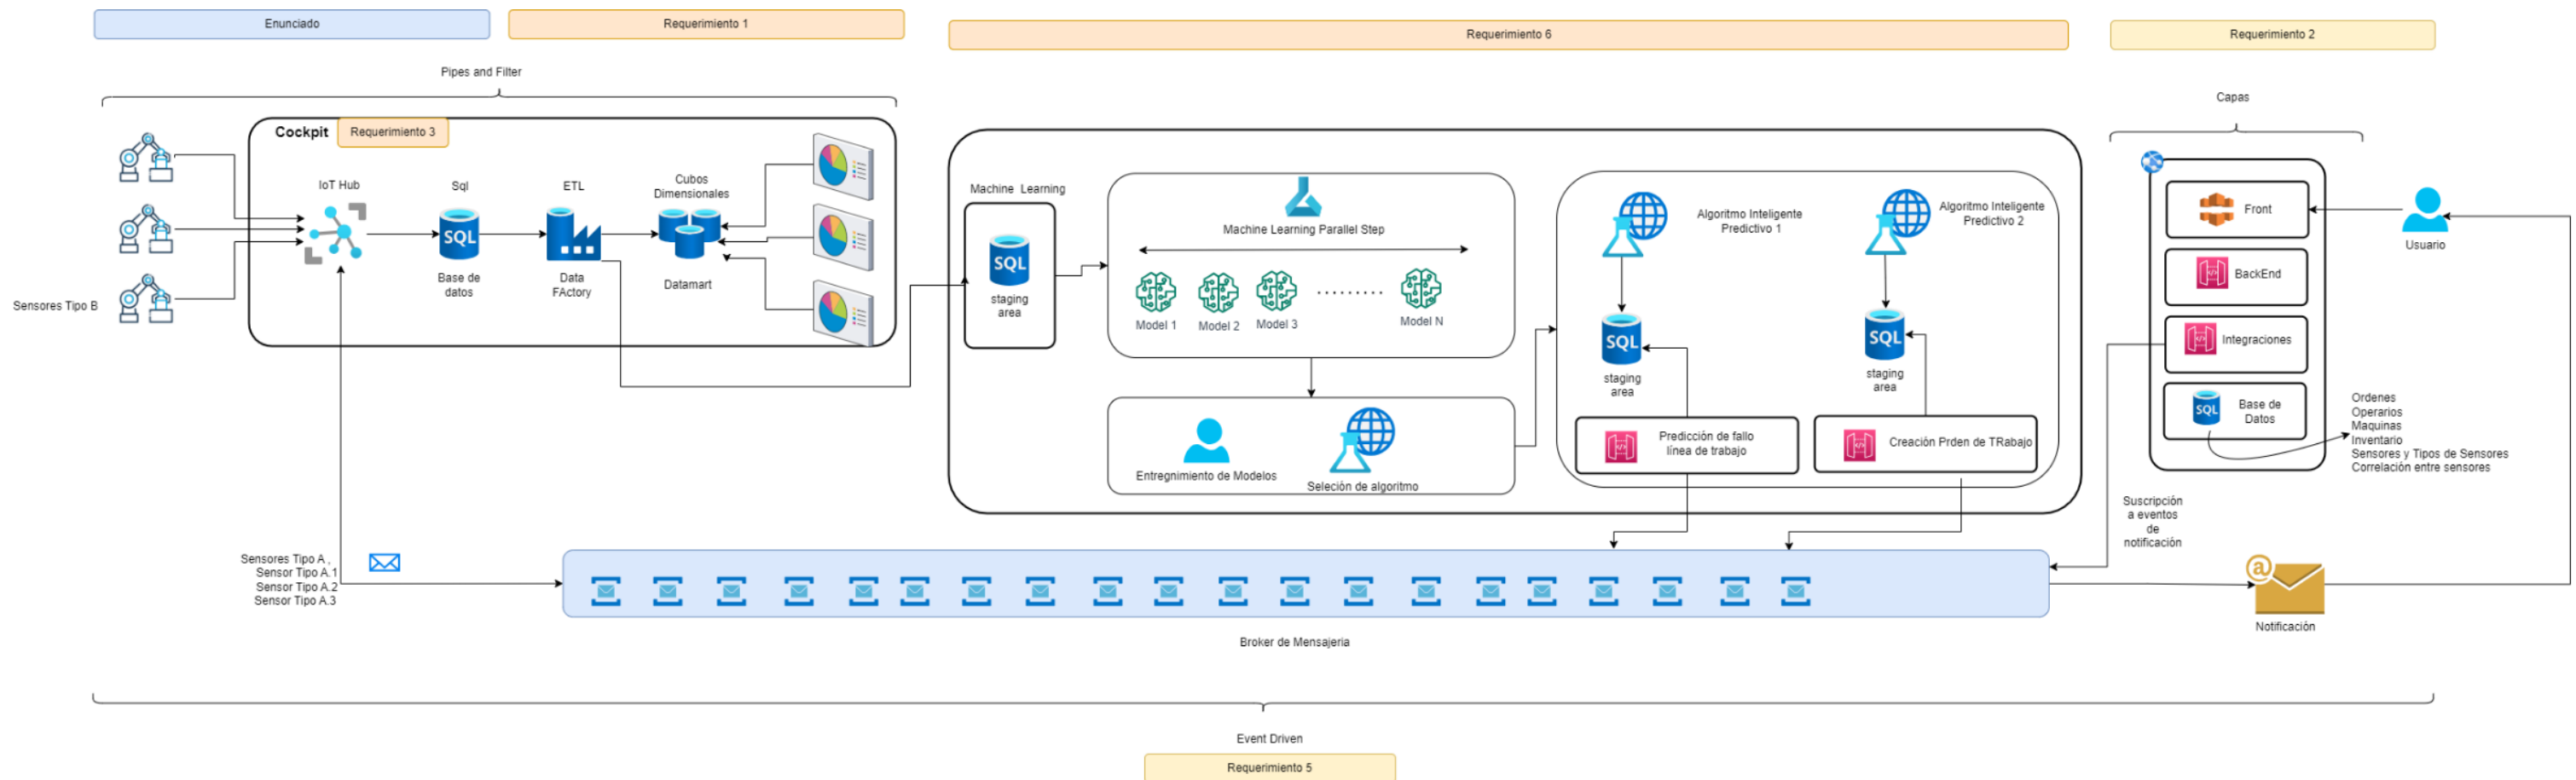 Enunciado
Requerimiento 1
Requerimiento 6
Requerimiento 2
Pipes and Filter
Capas
Cockpit
Requerimiento 3
IoT Hub
Sql
ETL
Cubos
Dimensionales
SQL
Base de
datos
Data
FActory
Datamart
Sensores Tipo B
Machine Learning
SQL
staging
area
Machine Learning Parallel Step
Model 1
Model 2
Model 3
.........
Model N
Entregnimiento de Modelos
Seleción de algoritmo
Algoritmo Inteligente
Predictivo 1
Algoritmo Inteligente
Predictivo 2
SQL
staging
area
SQL
staging
area
Predicción de fallo
línea de trabajo
Creación Prden de TRabajo
Front
BackEnd
Integraciones
SQL
Base de
Datos
Usuario
Ordenes
Operarios
Maquinas
Inventario
Sensores y Tipos de Sensores
Correlación entre sensores
Suscripción
a eventos
de
notificación
Sensores Tipo A ,
Sensor Tipo A.1
Sensor Tipo A.2
Sensor Tipo A.3
@
Notificación
Broker de Mensajeria
Event Driven
Requerimiento 5